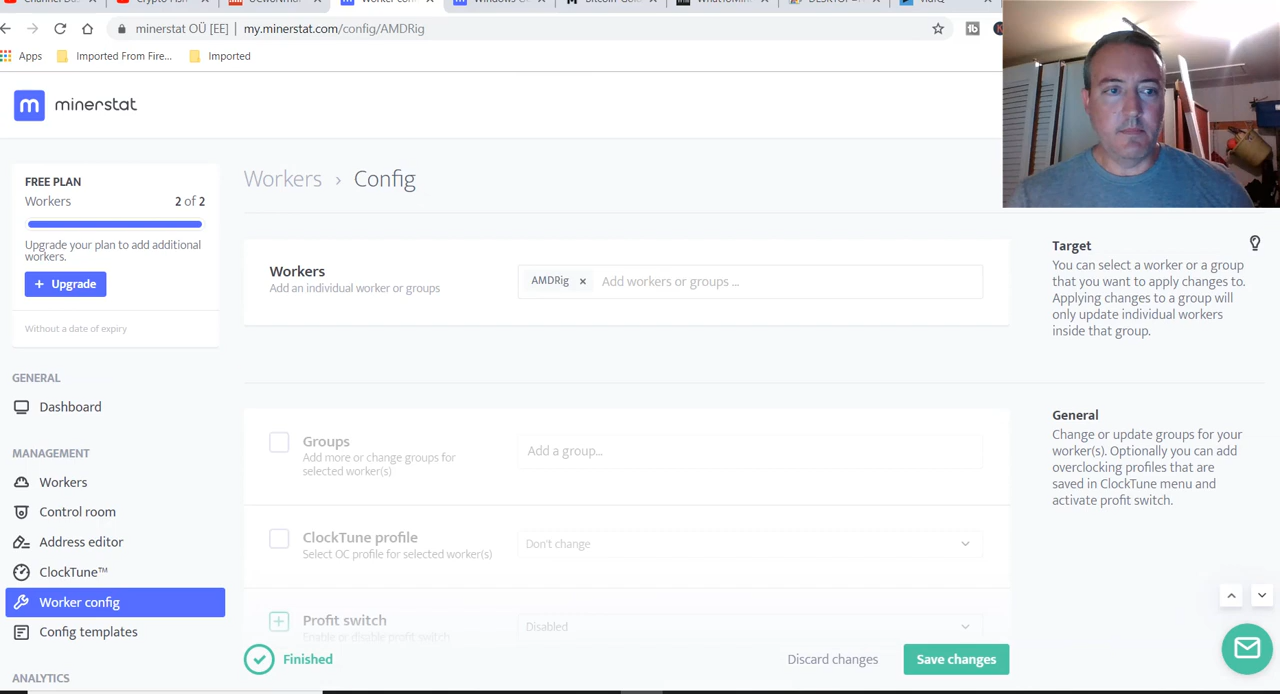 minerstat OÜ [EE] | my.minerstat.com/config/AMDRig
Apps
Imported From Fire...
Imported
m minerstat
FREE PLAN
Workers 2 of 2
Upgrade your plan to add additional
workers.
+ Upgrade
Without a date of expiry
GENERAL
Dashboard
MANAGEMENT
Workers
Control room
Address editor
ClockTune™
Worker config
Config templates
ANALYTICS
Workers › Config
Workers
Add an individual worker or groups
AMDRig × Add workers or groups ...
Groups
Add more or change groups for
selected worker(s)
Add a group...
ClockTune profile
Select OC profile for selected worker(s)
Don't change
Profit switch
Enable or disable profit switch
Disabled
Finished
Discard changes
Save changes
Target
You can select a worker or a group
that you want to apply changes to.
Applying changes to a group will
only update individual workers
inside that group.
General
Change or update groups for your
worker(s). Optionally you can add
overclocking profiles that are
saved in ClockTune menu and
activate profit switch.